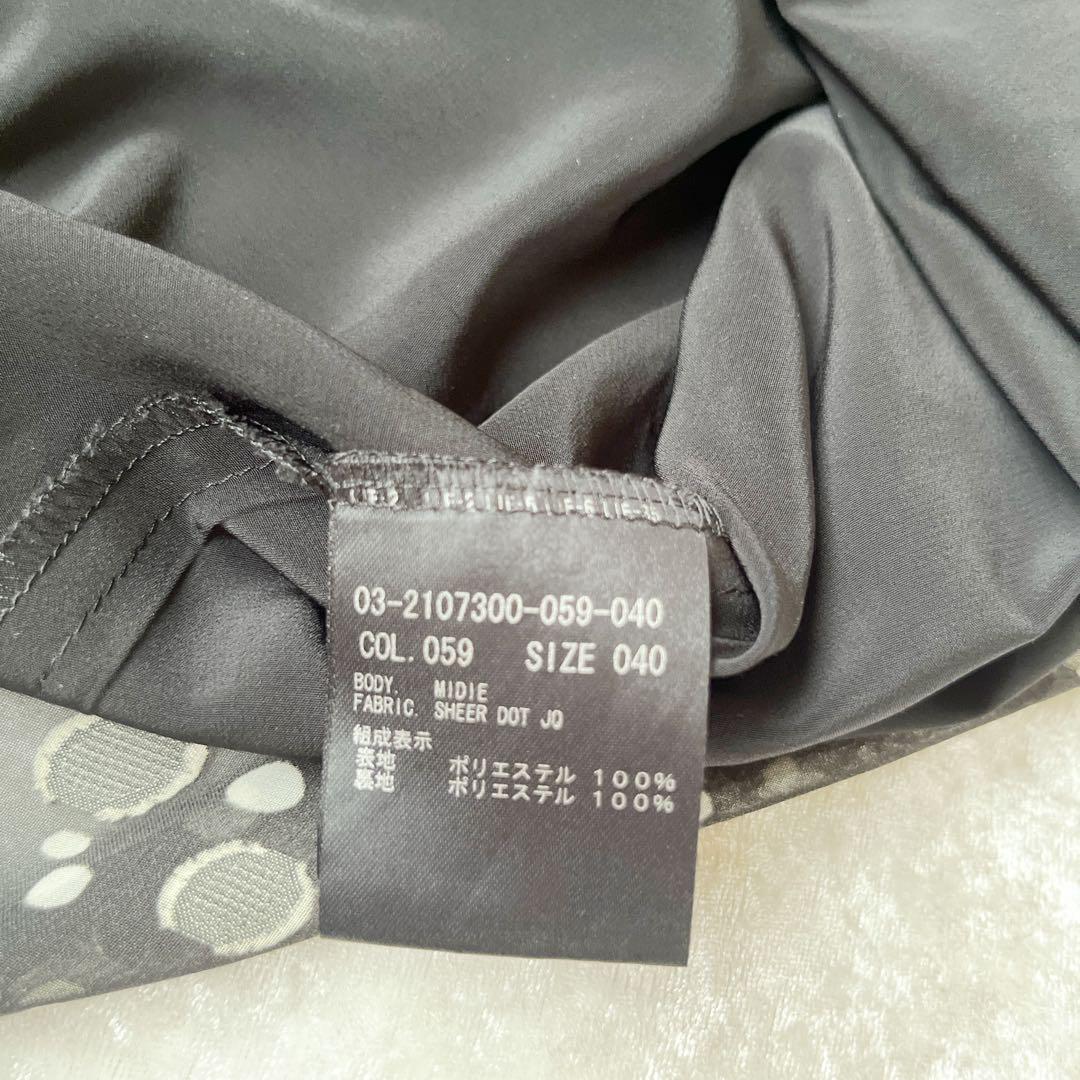 03-2107300-059-040
COL.059 SIZE 040
BODY. MIDIE
FABRIC. SHEER DOT JQ
組成表示
表地 ポリエステル 100%
裏地 ポリエステル 100%